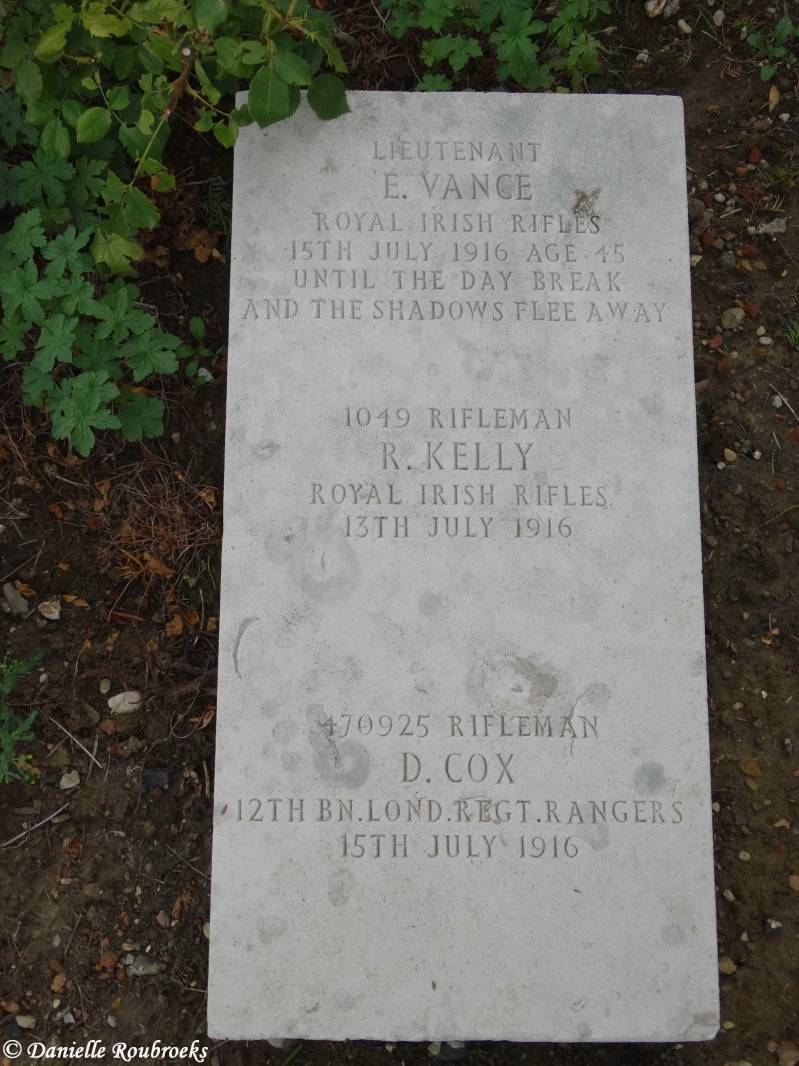 LIEUTENANT
E. VANCE
ROYAL IRISH RIFLES
15TH JULY 1916 AGE 45
UNTIL THE DAY BREAK
AND THE SHADOWS FLEE AWAY
1049 RIFLEMAN
R. KELLY
ROYAL IRISH RIFLES
13TH JULY 1916
470925 RIFLEMAN
D. COX
12TH BN. LOND. REGT. RANGERS
15TH JULY 1916
© Danielle Roubroeks